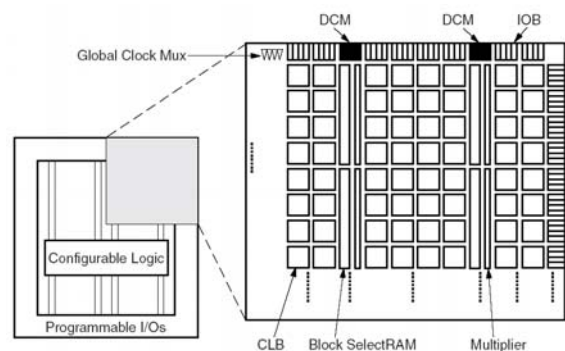 DCM
DCM
IOB
Global Clock Mux
Configurable Logic
Programmable I/Os
CLB
Block SelectRAM
Multiplier